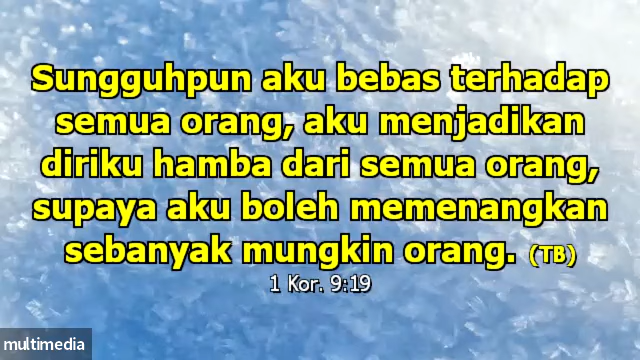 Sungguhpun aku bebas terhadap
semua orang, aku menjadikan
diriku hamba dari semua orang,
supaya aku boleh memenangkan
sebanyak mungkin orang. (TB)
1 Kor. 9:19
multimedia